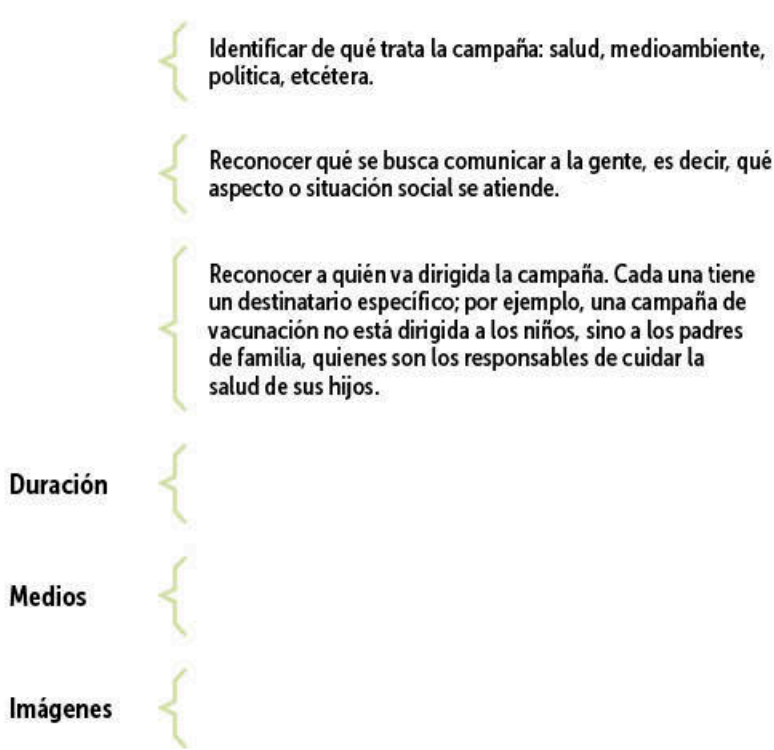 Identificar de qué trata la campaña: salud, medioambiente,
política, etcétera.
Reconocer qué se busca comunicar a la gente, es decir, qué
aspecto o situación social se atiende.
Reconocer a quién va dirigida la campaña. Cada una tiene
un destinatario específico; por ejemplo, una campaña de
vacunación no está dirigida a los niños, sino a los padres
de familia, quienes son los responsables de cuidar la
salud de sus hijos.
Duración
Medios
Imágenes